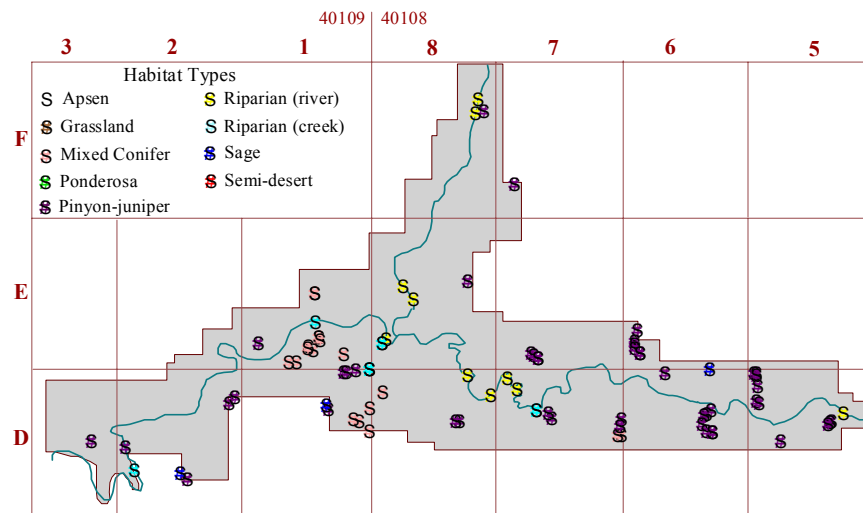 40109 40108
3 2 1 8 7 6 5
Habitat Types
S Apsen S Riparian (river)
S Grassland S Riparian (creek)
S Mixed Conifer S Sage
S Ponderosa S Semi-desert
S Pinyon-juniper
F
E
D